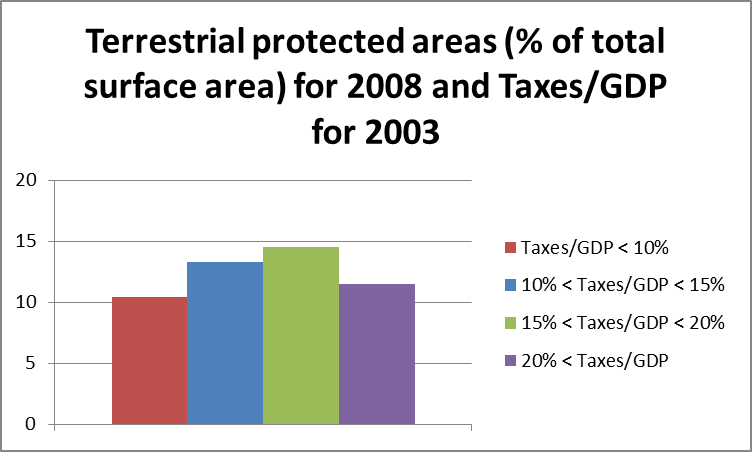 Terrestrial protected areas (% of total
surface area) for 2008 and Taxes/GDP
for 2003
20
15
10
5
0
Taxes/GDP < 10%
10% < Taxes/GDP < 15%
15% < Taxes/GDP < 20%
20% < Taxes/GDP